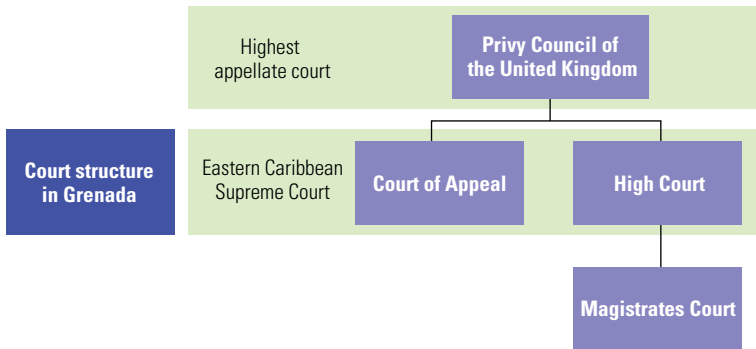 Highest
appellate court
Privy Council of
the United Kingdom
Court structure
in Grenada
Eastern Caribbean
Supreme Court
Court of Appeal
High Court
Magistrates Court